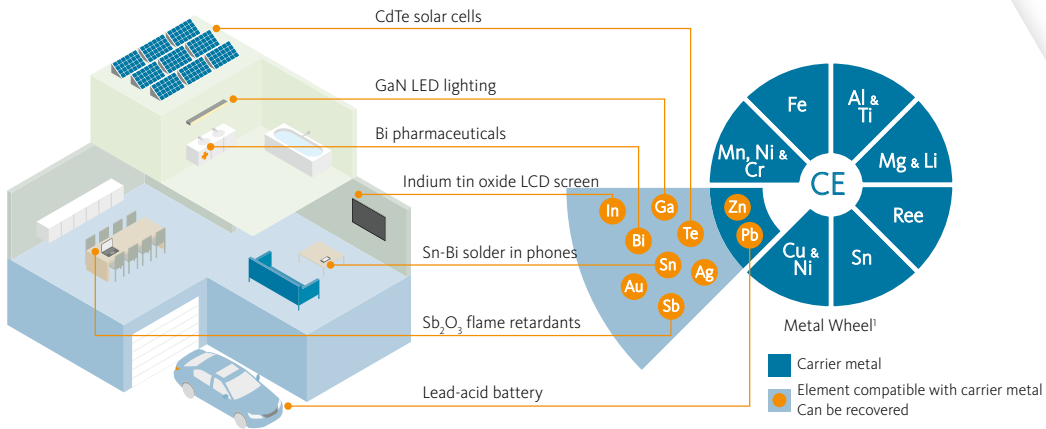 CdTe solar cells
GaN LED lighting
Bi pharmaceuticals
Indium tin oxide LCD screen
Sn-Bi solder in phones
Sb₂O₃ flame retardants
Lead-acid battery
In
Ga
Bi
Te
Sn
Ag
Au
Sb
Zn
Pb
Fe
Al &
Ti
Mn, Ni &
Cr
Mg & Li
CE
Ree
Cu &
Ni
Sn
Metal Wheel¹
Carrier metal
Element compatible with carrier metal
Can be recovered